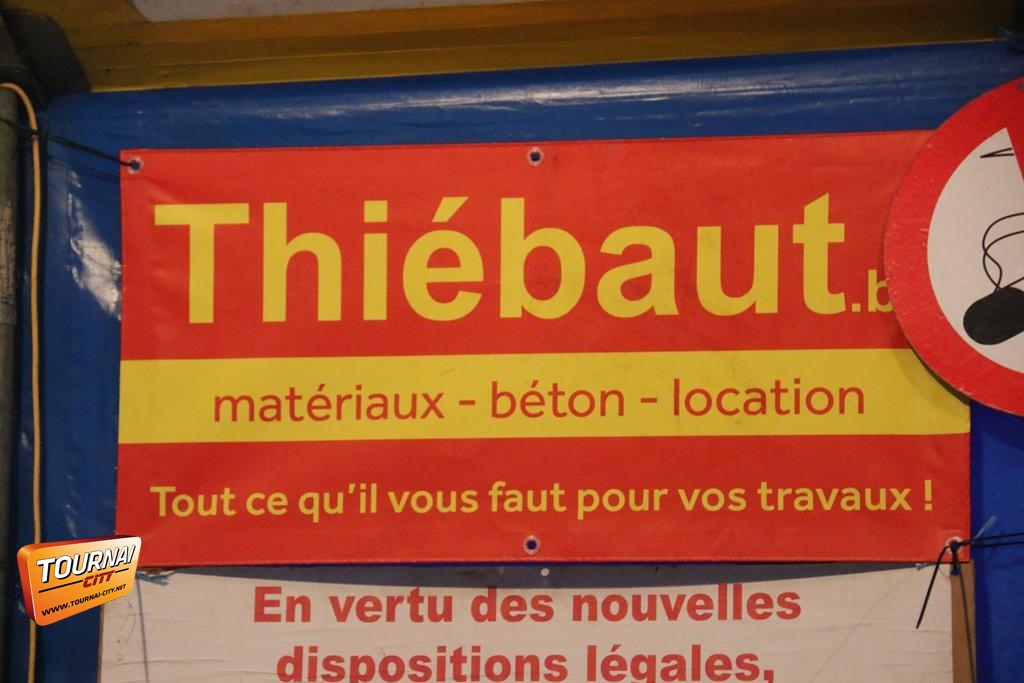 Thiébaut.b
matériaux - béton - location
Tout ce qu'il vous faut pour vos travaux !
TOURNAI
CITY
WWW.TOURNAI-CITY.NET
En vertu des nouvelles
dispositions légales,